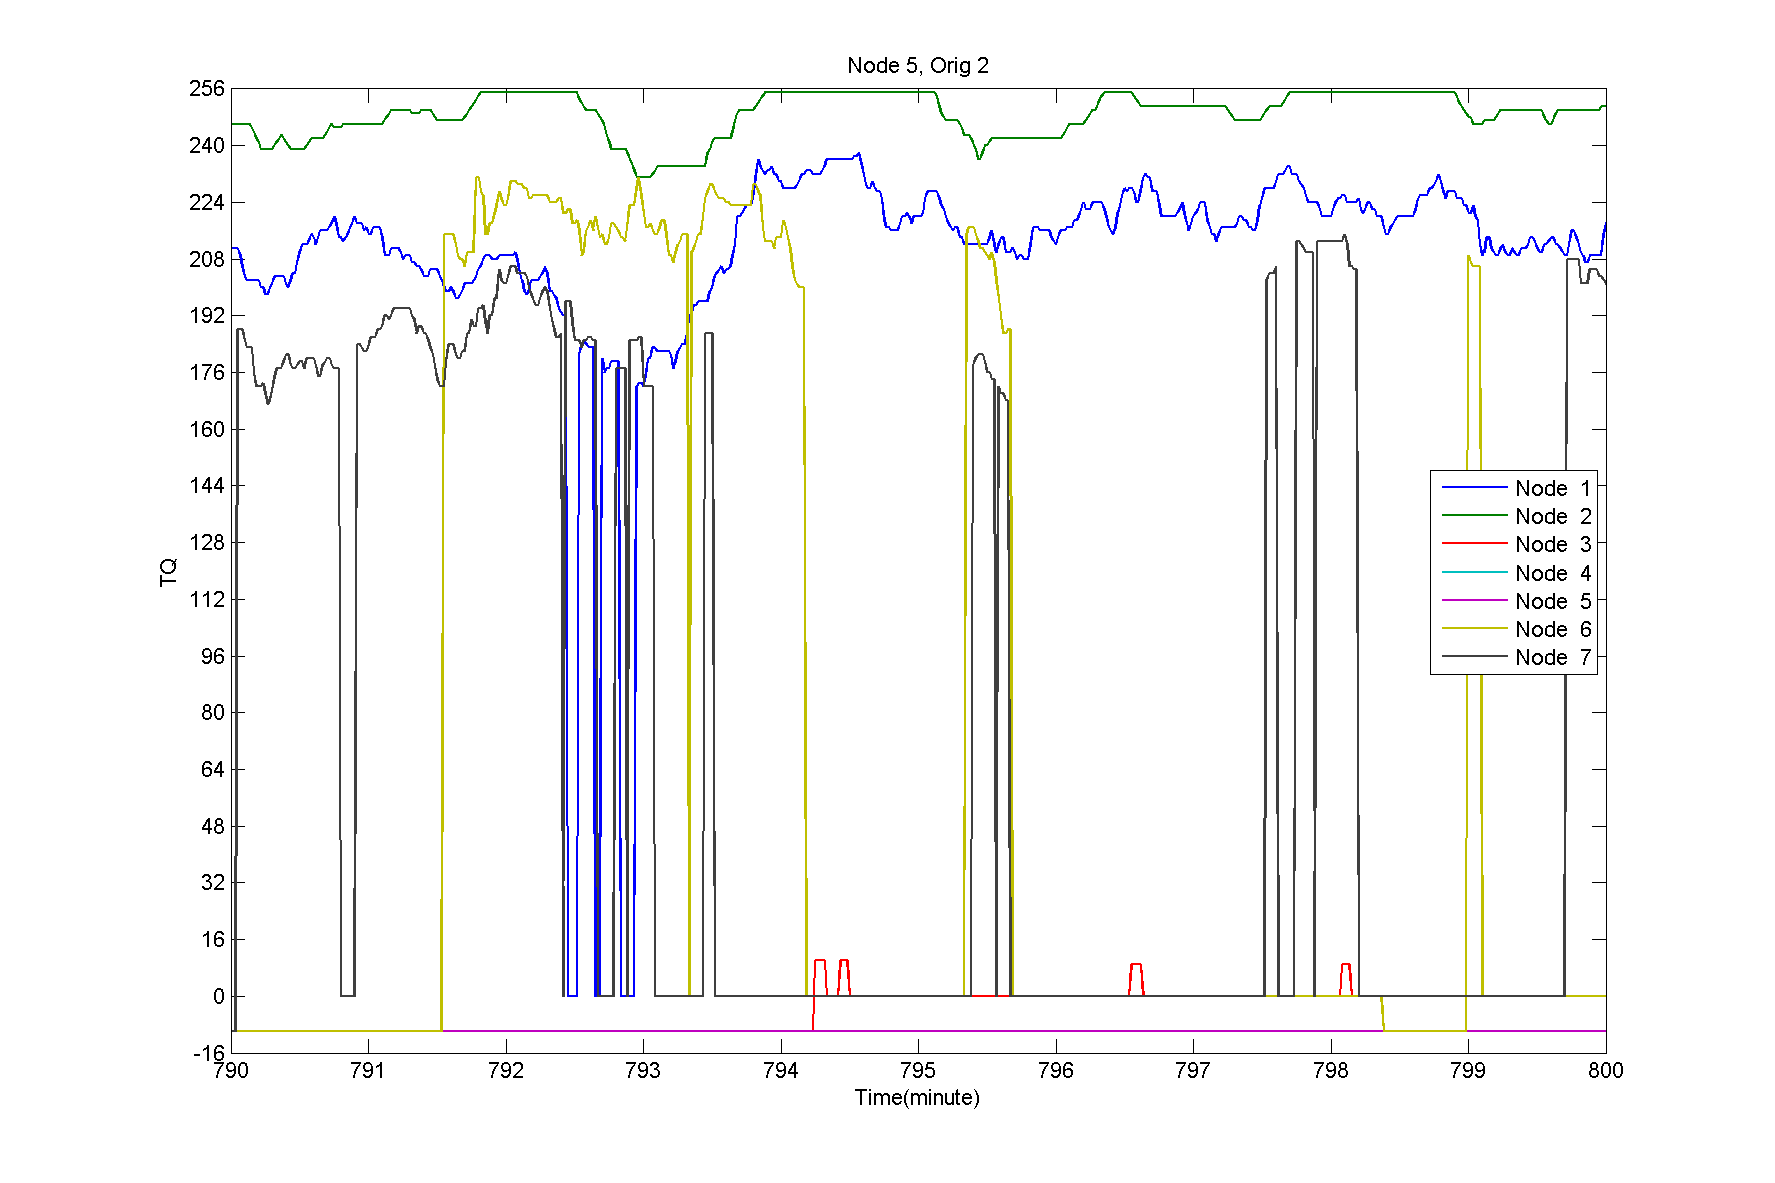 Node 5, Orig 2
256
240
224
208
192
176
160
144
128
112
96
80
64
48
32
16
0
-16
TQ
Node 1
Node 2
Node 3
Node 4
Node 5
Node 6
Node 7
790 791 792 793 794 795 796 797 798 799 800
Time(minute)